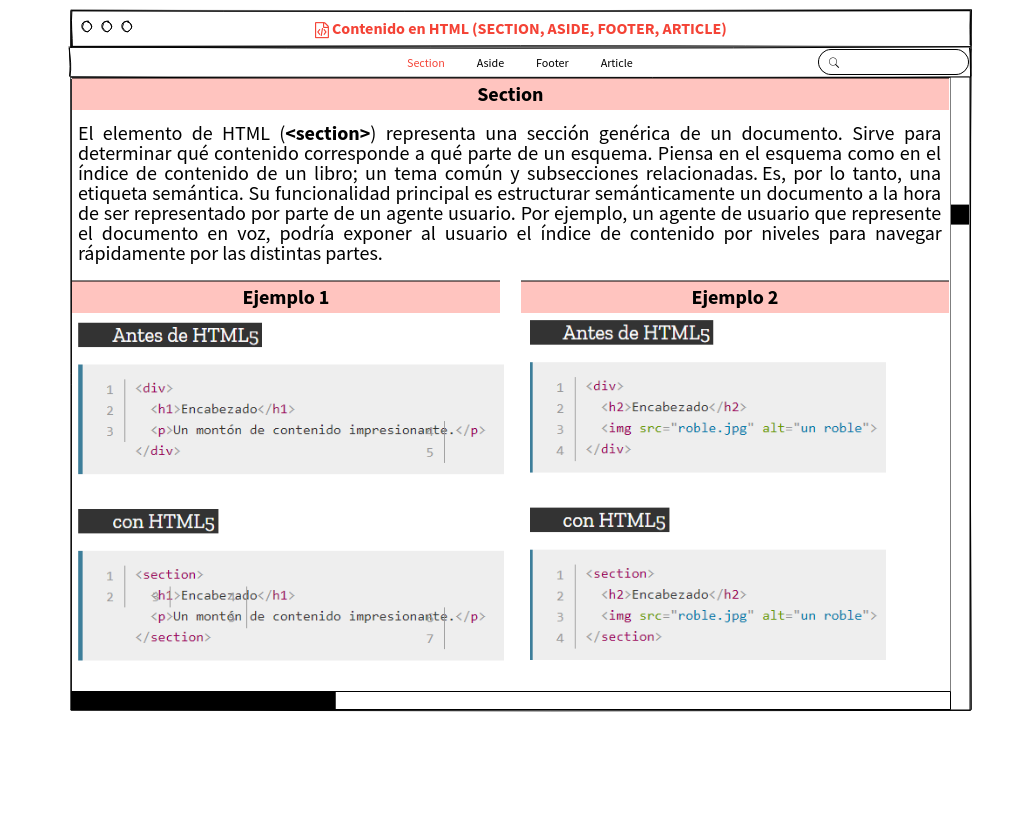 Contenido en HTML (SECTION, ASIDE, FOOTER, ARTICLE)
Section Aside Footer Article
Section
El elemento de HTML (<section>) representa una sección genérica de un documento. Sirve para
determinar qué contenido corresponde a qué parte de un esquema. Piensa en el esquema como en el
índice de contenido de un libro; un tema común y subsecciones relacionadas. Es, por lo tanto, una
etiqueta semántica. Su funcionalidad principal es estructurar semánticamente un documento a la hora
de ser representado por parte de un agente usuario. Por ejemplo, un agente de usuario que represente
el documento en voz, podría exponer al usuario el índice de contenido por niveles para navegar
rápidamente por las distintas partes.
Ejemplo 1
Antes de HTML5
1 <div>
2 <h1>Encabezado</h1>
3 <p>Un montón de contenido impresionante.</p>
</div> 5
con HTML5
1 <section>
2 <h1>Encabezado</h1>
<p>Un montón de contenido impresionante.</p>
</section> 7
Ejemplo 2
Antes de HTML5
1 <div>
2 <h2>Encabezado</h2>
3 <img src="roble.jpg" alt="un roble">
4 </div>
con HTML5
1 <section>
2 <h2>Encabezado</h2>
3 <img src="roble.jpg" alt="un roble">
4 </section>